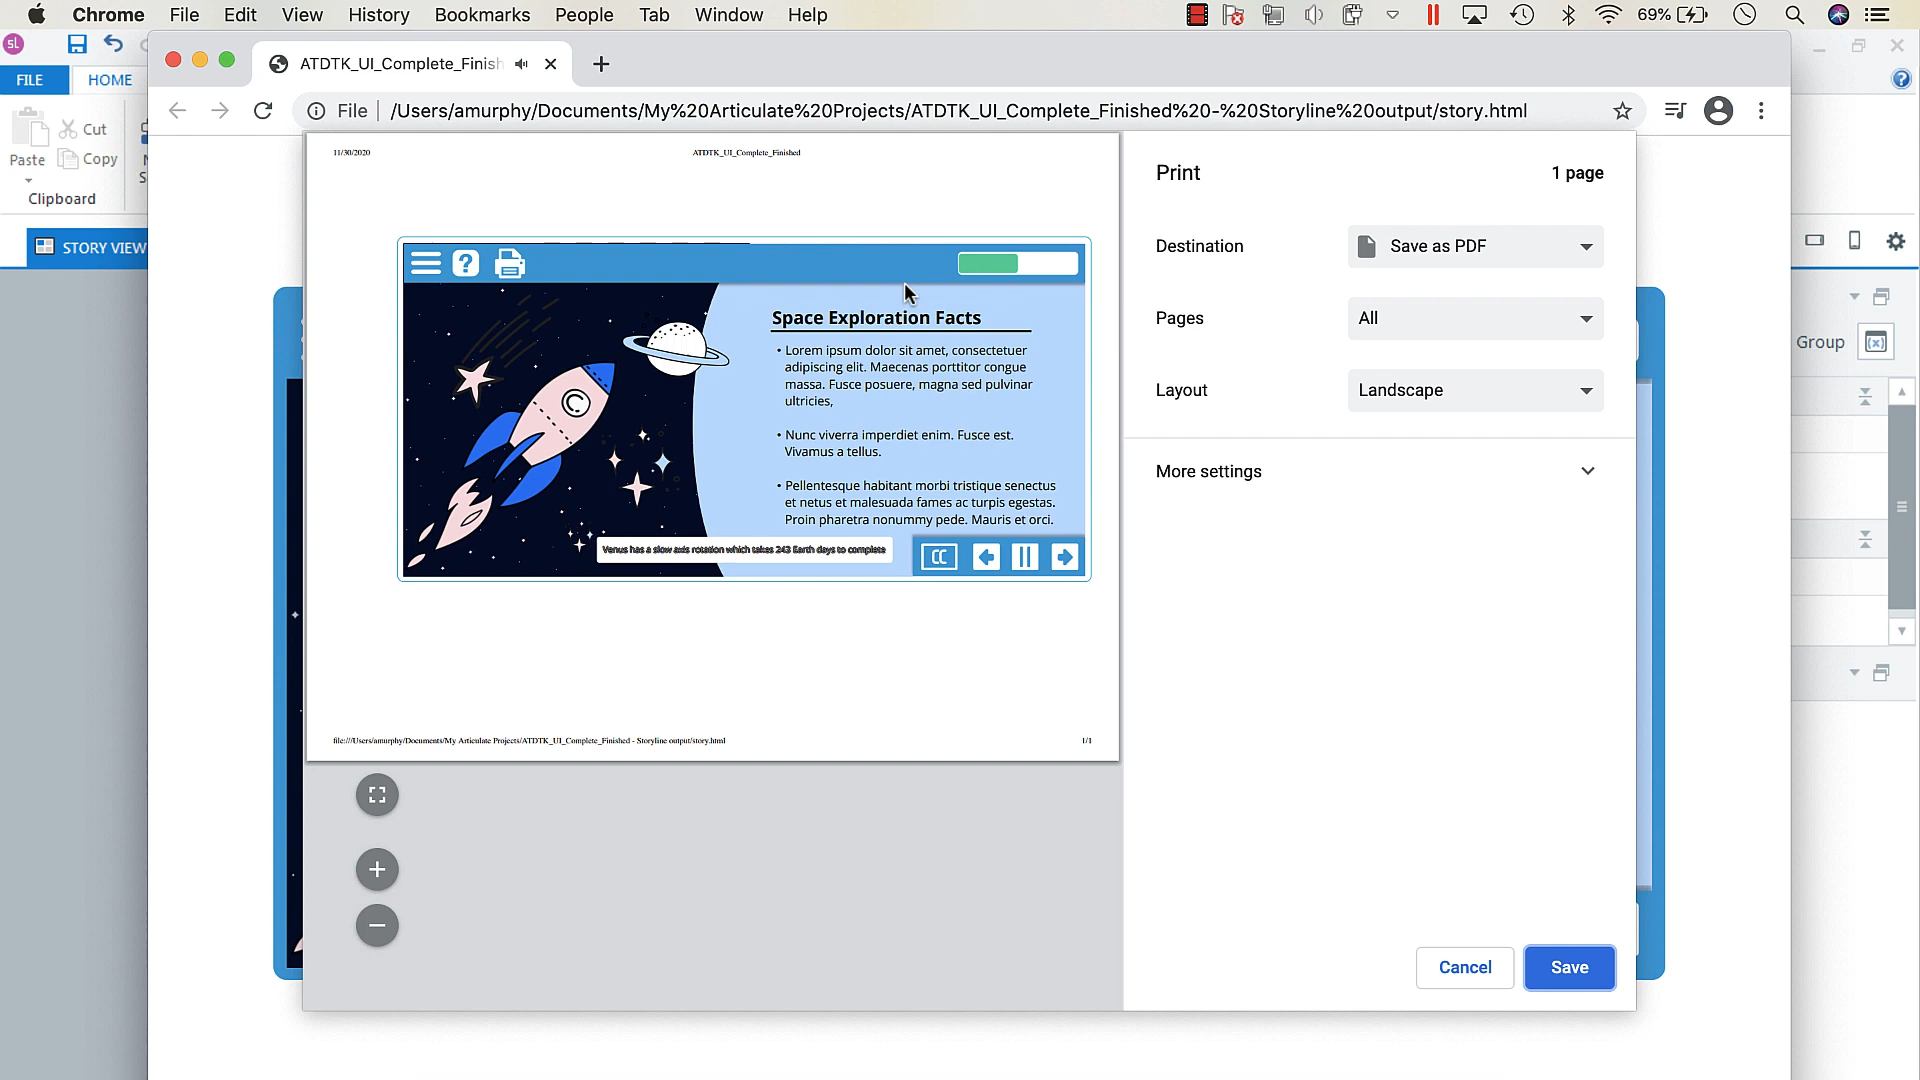 Chrome File Edit View History Bookmarks People Tab Window Help 69%
sL
ATDTK_UI_Complete_Finish
FILE HOME
File /Users/amurphy/Documents/My%20Articulate%20Projects/ATDTK_UI_Complete_Finished%20-%20Storyline%20output/story.html
Cut
Paste Copy
Clipboard
STORY VIEW
11/30/2020 ATDTK_UI_Complete_Finished
?
Space Exploration Facts
• Lorem ipsum dolor sit amet, consectetuer
adipiscing elit. Maecenas porttitor congue
massa. Fusce posuere, magna sed pulvinar
ultricies,
• Nunc viverra imperdiet enim. Fusce est.
Vivamus a tellus.
• Pellentesque habitant morbi tristique senectus
et netus et malesuada fames ac turpis egestas.
Proin pharetra nonummy pede. Mauris et orci.
Venus has a slow axis rotation which takes 243 Earth days to complete
CC
file:///Users/amurphy/Documents/My Articulate Projects/ATDTK_UI_Complete_Finished - Storyline output/story.html 1/1
Print 1 page
Destination Save as PDF
Pages All
Layout Landscape
More settings
Cancel Save
Group
(x)